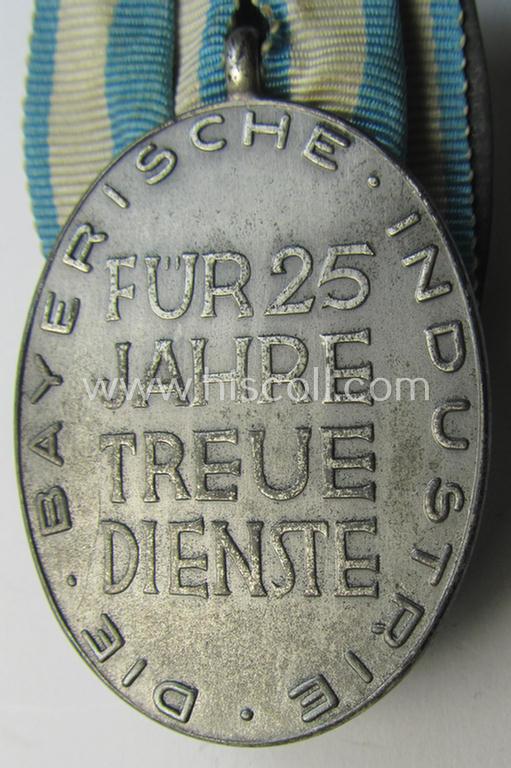 DIE · BAYERISCHE · INDUSTRIE ·
FÜR 25
JAHRE
TREUE
DIENSTE
www.hiscoll.com